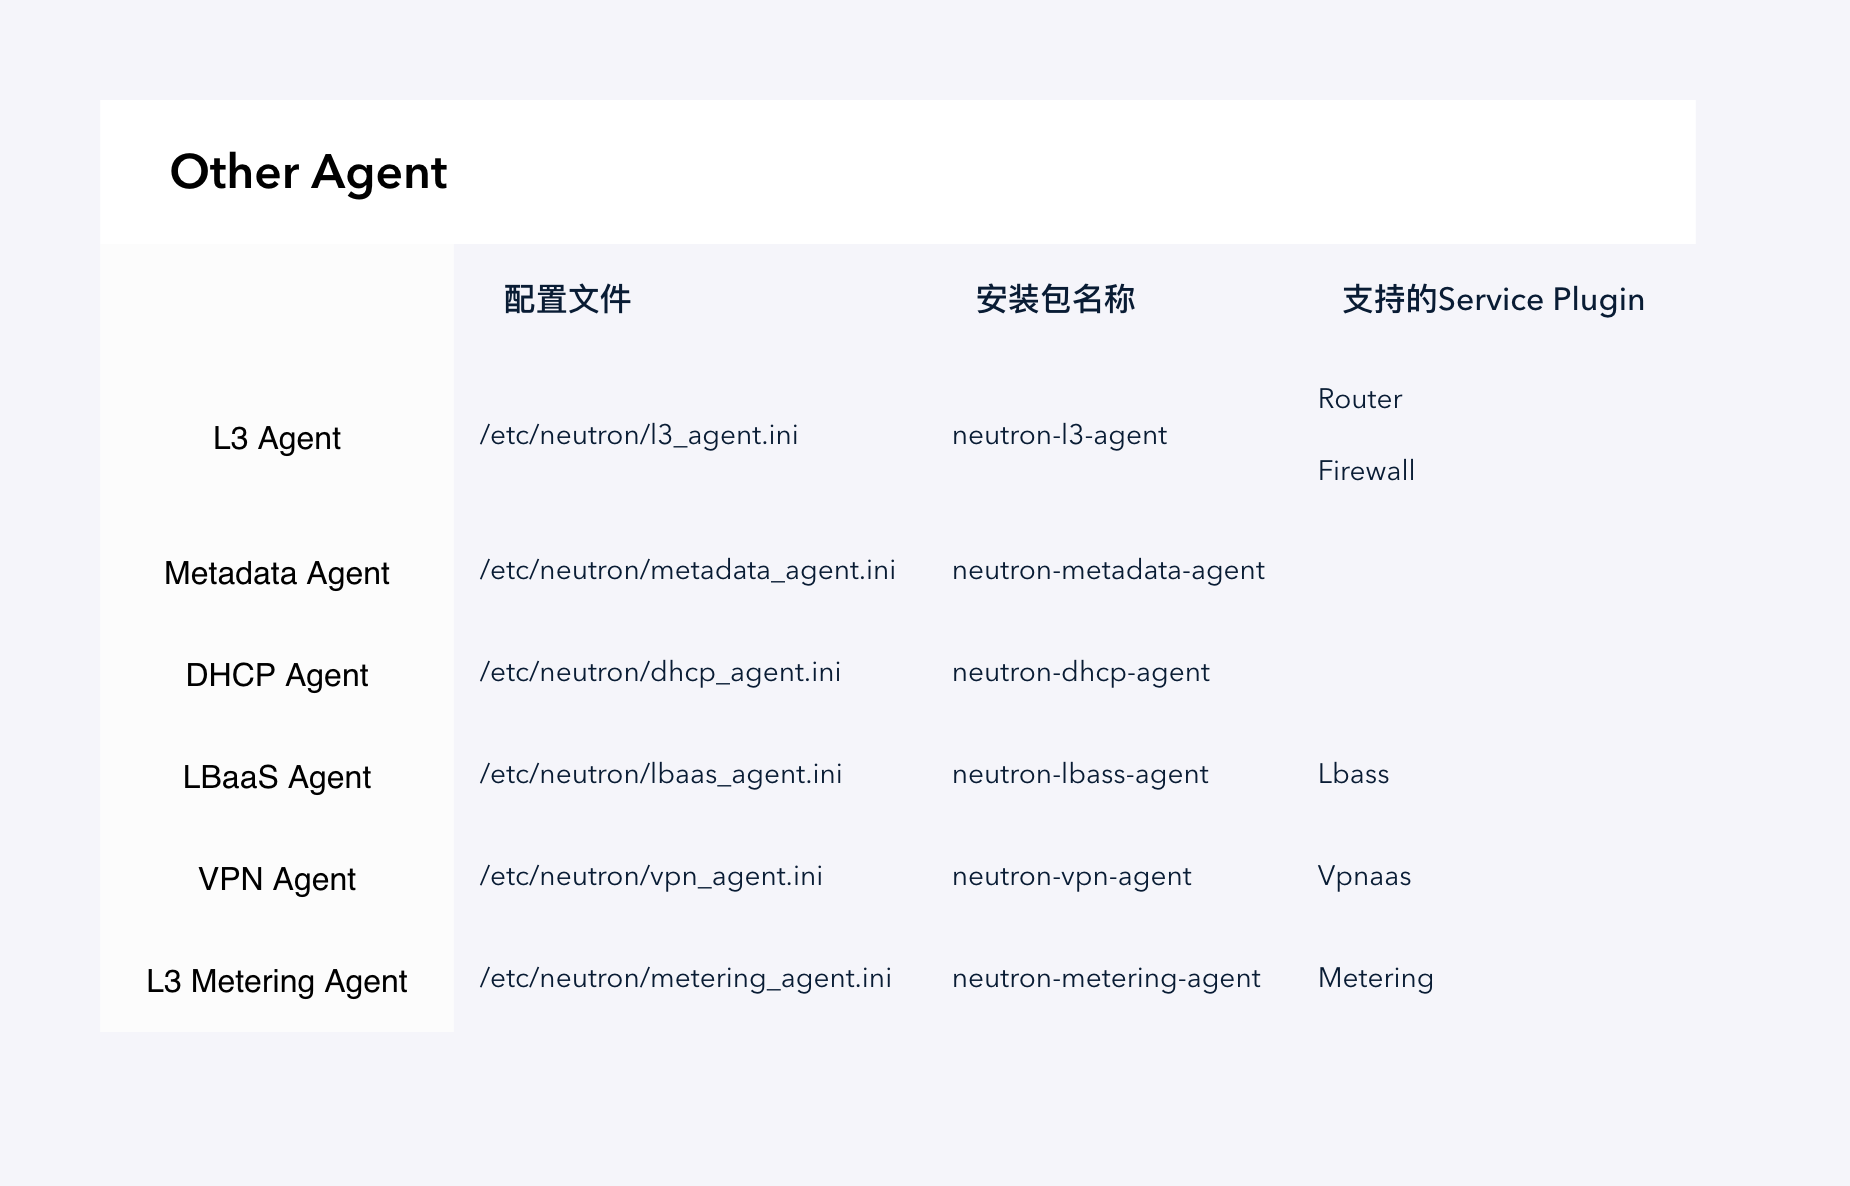 Other Agent
配置文件 安装包名称 支持的Service Plugin
L3 Agent /etc/neutron/l3_agent.ini neutron-l3-agent Router
Firewall
Metadata Agent /etc/neutron/metadata_agent.ini neutron-metadata-agent
DHCP Agent /etc/neutron/dhcp_agent.ini neutron-dhcp-agent
LBaaS Agent /etc/neutron/lbaas_agent.ini neutron-lbass-agent Lbass
VPN Agent /etc/neutron/vpn_agent.ini neutron-vpn-agent Vpnaas
L3 Metering Agent /etc/neutron/metering_agent.ini neutron-metering-agent Metering